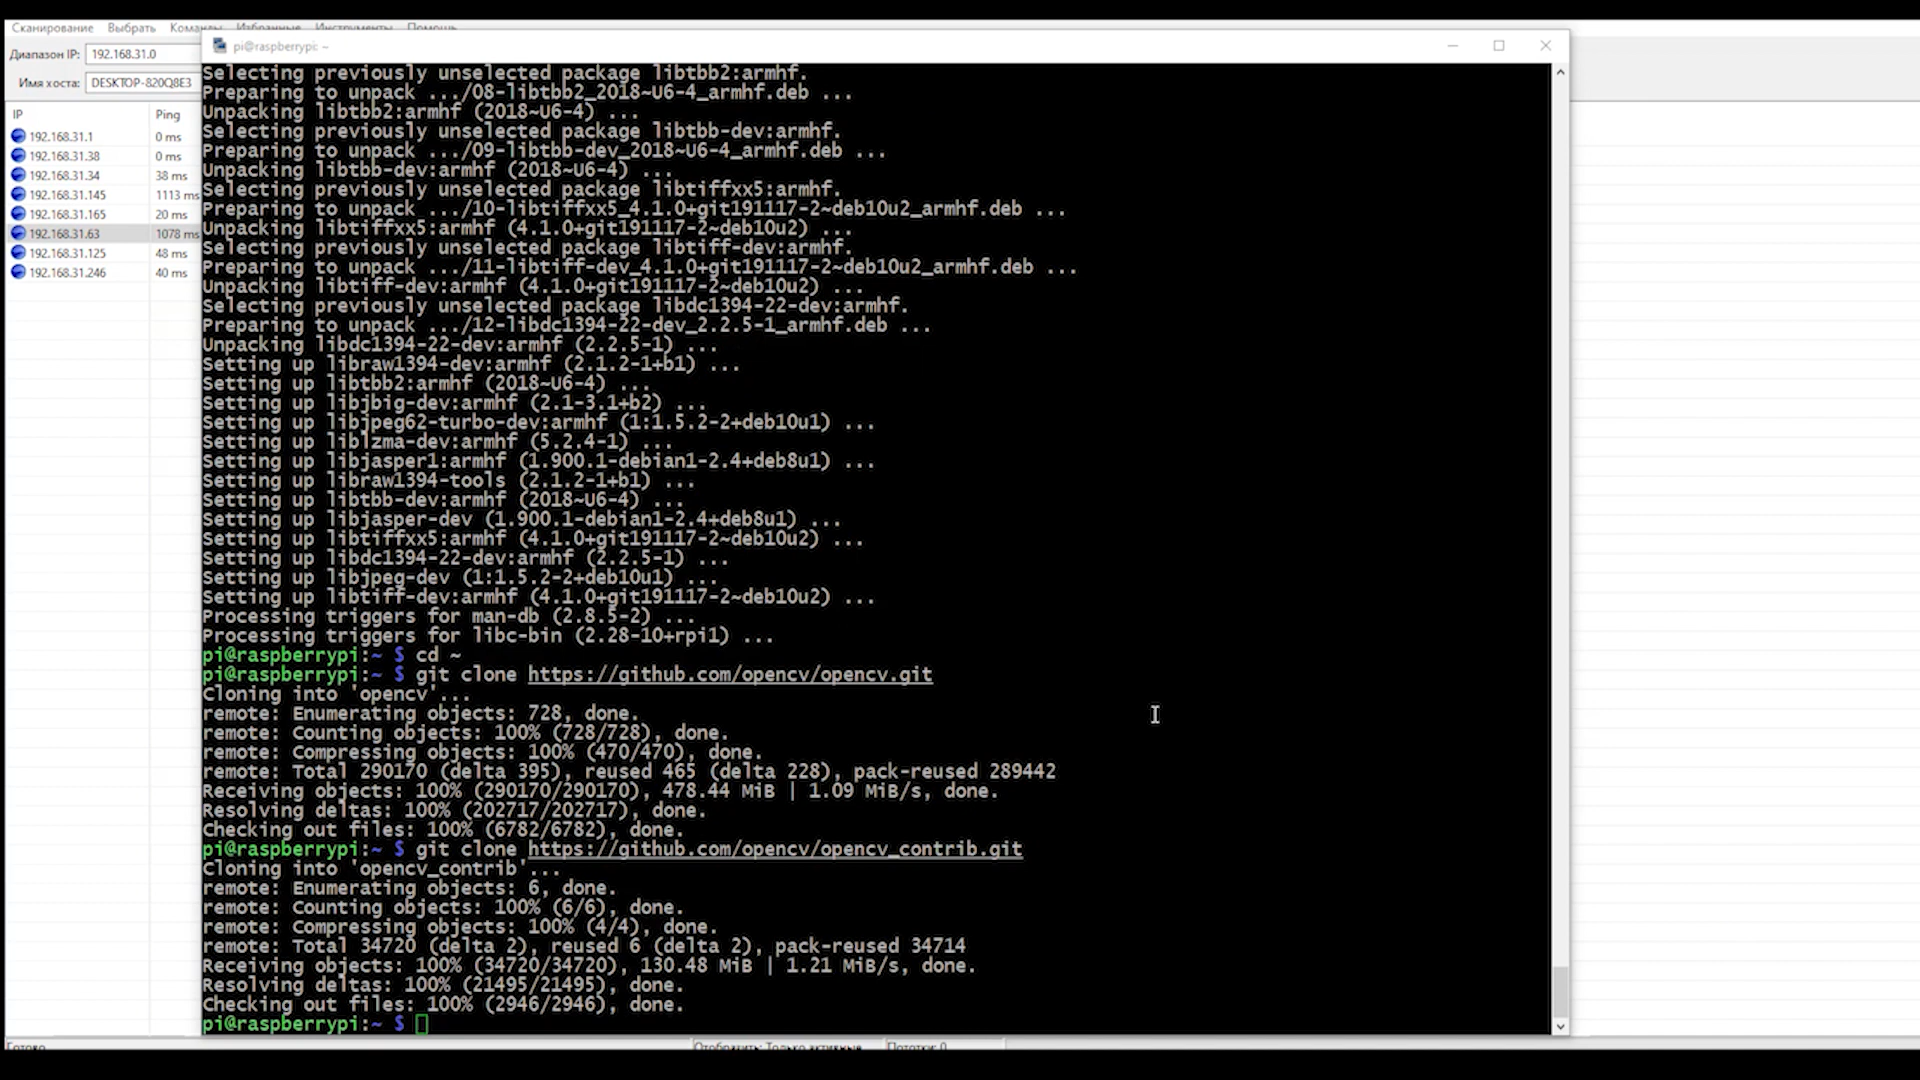 Сканирование Выбрать Команды Избранные Инструменты Помощь
Диапазон IP: 192.168.31.0
Имя хоста: DESKTOP-820Q8E3
IP Ping
192.168.31.1 0 ms
192.168.31.38 0 ms
192.168.31.34 38 ms
192.168.31.145 1113 ms
192.168.31.165 20 ms
192.168.31.63 1078 ms
192.168.31.125 48 ms
192.168.31.246 40 ms
pi@raspberrypi: ~
Selecting previously unselected package libtbb2:armhf.
Preparing to unpack .../08-libtbb2_2018~U6-4_armhf.deb ...
Unpacking libtbb2:armhf (2018~U6-4) ...
Selecting previously unselected package libtbb-dev:armhf.
Preparing to unpack .../09-libtbb-dev_2018~U6-4_armhf.deb ...
Unpacking libtbb-dev:armhf (2018~U6-4) ...
Selecting previously unselected package libtiffxx5:armhf.
Preparing to unpack .../10-libtiffxx5_4.1.0+git191117-2~deb10u2_armhf.deb ...
Unpacking libtiffxx5:armhf (4.1.0+git191117-2~deb10u2) ...
Selecting previously unselected package libtiff-dev:armhf.
Preparing to unpack .../11-libtiff-dev_4.1.0+git191117-2~deb10u2_armhf.deb ...
Unpacking libtiff-dev:armhf (4.1.0+git191117-2~deb10u2) ...
Selecting previously unselected package libdc1394-22-dev:armhf.
Preparing to unpack .../12-libdc1394-22-dev_2.2.5-1_armhf.deb ...
Unpacking libdc1394-22-dev:armhf (2.2.5-1) ...
Setting up libraw1394-dev:armhf (2.1.2-1+b1) ...
Setting up libtbb2:armhf (2018~U6-4) ...
Setting up libjbig-dev:armhf (2.1-3.1+b2) ...
Setting up libjpeg62-turbo-dev:armhf (1:1.5.2-2+deb10u1) ...
Setting up liblzma-dev:armhf (5.2.4-1) ...
Setting up libjasper1:armhf (1.900.1-debian1-2.4+deb8u1) ...
Setting up libraw1394-tools (2.1.2-1+b1) ...
Setting up libtbb-dev:armhf (2018~U6-4) ...
Setting up libjasper-dev (1.900.1-debian1-2.4+deb8u1) ...
Setting up libtiffxx5:armhf (4.1.0+git191117-2~deb10u2) ...
Setting up libdc1394-22-dev:armhf (2.2.5-1) ...
Setting up libjpeg-dev (1:1.5.2-2+deb10u1) ...
Setting up libtiff-dev:armhf (4.1.0+git191117-2~deb10u2) ...
Processing triggers for man-db (2.8.5-2) ...
Processing triggers for libc-bin (2.28-10+rpi1) ...
pi@raspberrypi:~ $ cd ~
pi@raspberrypi:~ $ git clone https://github.com/opencv/opencv.git
Cloning into 'opencv'...
remote: Enumerating objects: 728, done.
remote: Counting objects: 100% (728/728), done.
remote: Compressing objects: 100% (470/470), done.
remote: Total 290170 (delta 395), reused 465 (delta 228), pack-reused 289442
Receiving objects: 100% (290170/290170), 478.44 MiB | 1.09 MiB/s, done.
Resolving deltas: 100% (202717/202717), done.
Checking out files: 100% (6782/6782), done.
pi@raspberrypi:~ $ git clone https://github.com/opencv/opencv_contrib.git
Cloning into 'opencv_contrib'...
remote: Enumerating objects: 6, done.
remote: Counting objects: 100% (6/6), done.
remote: Compressing objects: 100% (4/4), done.
remote: Total 34720 (delta 2), reused 6 (delta 2), pack-reused 34714
Receiving objects: 100% (34720/34720), 130.48 MiB | 1.21 MiB/s, done.
Resolving deltas: 100% (21495/21495), done.
Checking out files: 100% (2946/2946), done.
pi@raspberrypi:~ $
Готово Отобразить: Только активные Потоки: 0